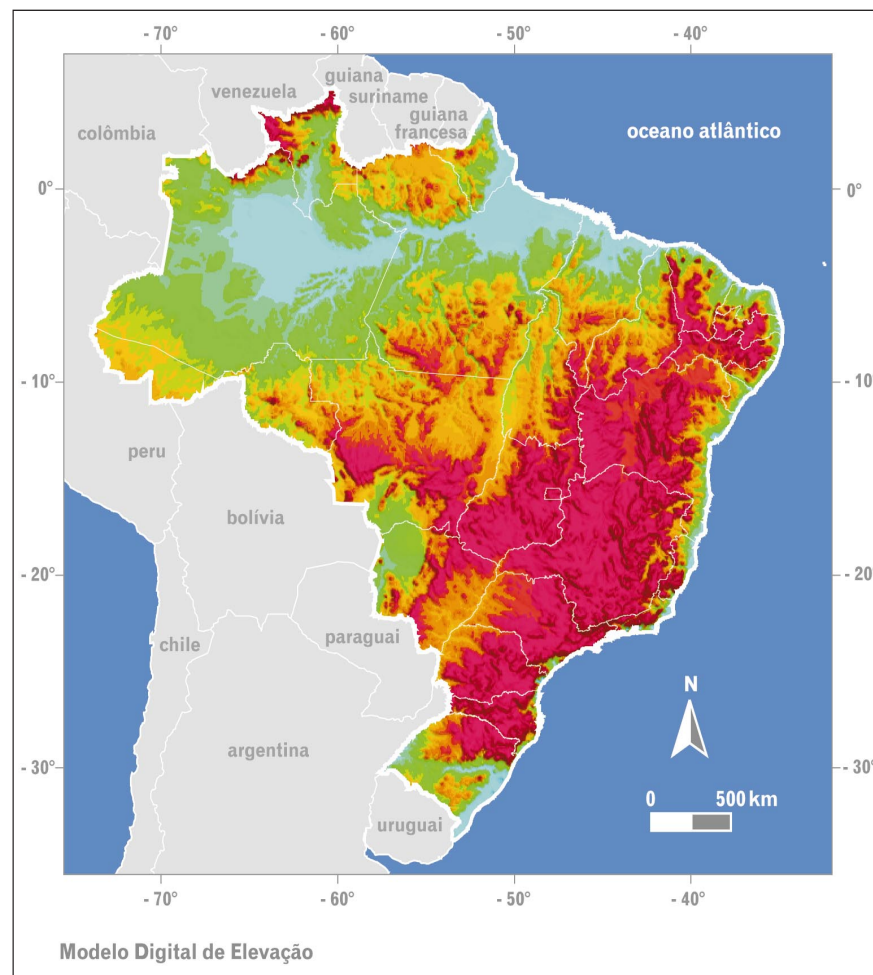 - 70°
- 60°
- 50°
- 40°
guiana
venezuela
suriname
guiana
francesa
colômbia
oceano atlântico
0°
0°
- 10°
- 10°
peru
bolívia
- 20°
- 20°
paraguai
chile
N
argentina
- 30°
- 30°
0
500 km
uruguai
- 70°
- 60°
- 50°
- 40°
Modelo Digital de Elevação